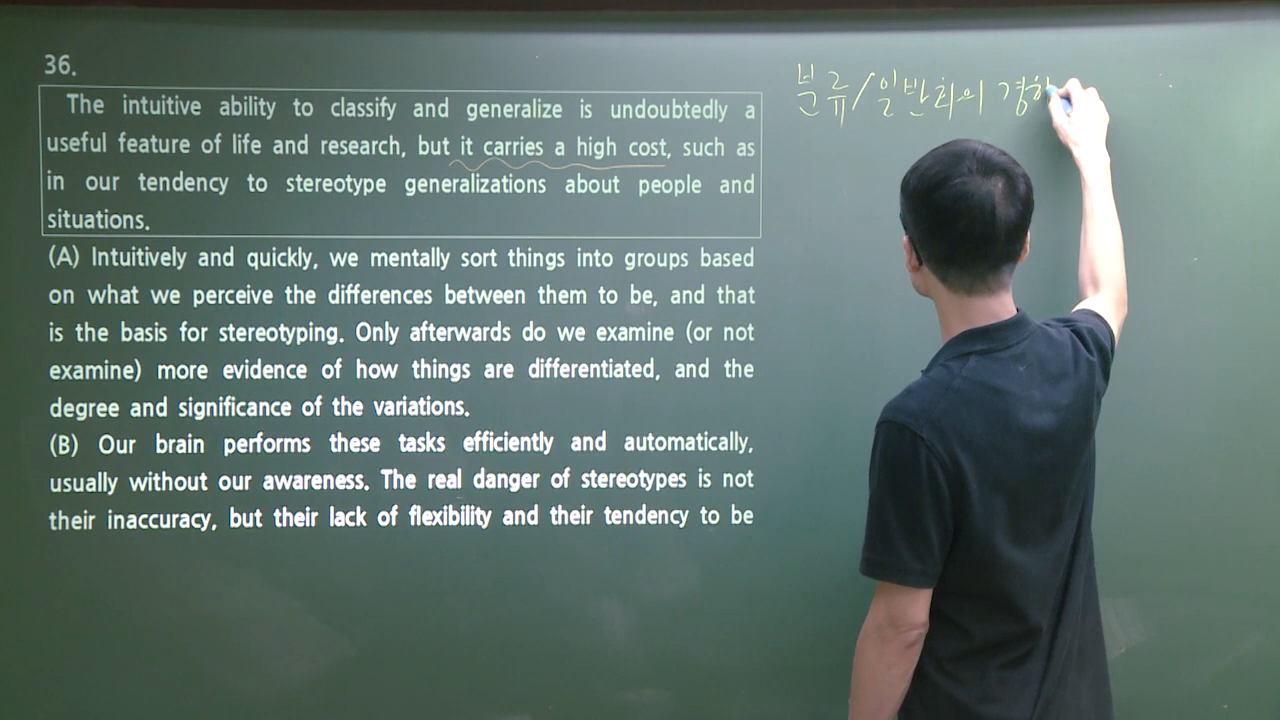 36.
The intuitive ability to classify and generalize is undoubtedly a
useful feature of life and research, but it carries a high cost, such as
in our tendency to stereotype generalizations about people and
situations.
(A) Intuitively and quickly, we mentally sort things into groups based
on what we perceive the differences between them to be, and that
is the basis for stereotyping. Only afterwards do we examine (or not
examine) more evidence of how things are differentiated, and the
degree and significance of the variations.
(B) Our brain performs these tasks efficiently and automatically,
usually without our awareness. The real danger of stereotypes is not
their inaccuracy, but their lack of flexibility and their tendency to be
분류/일반화의 경